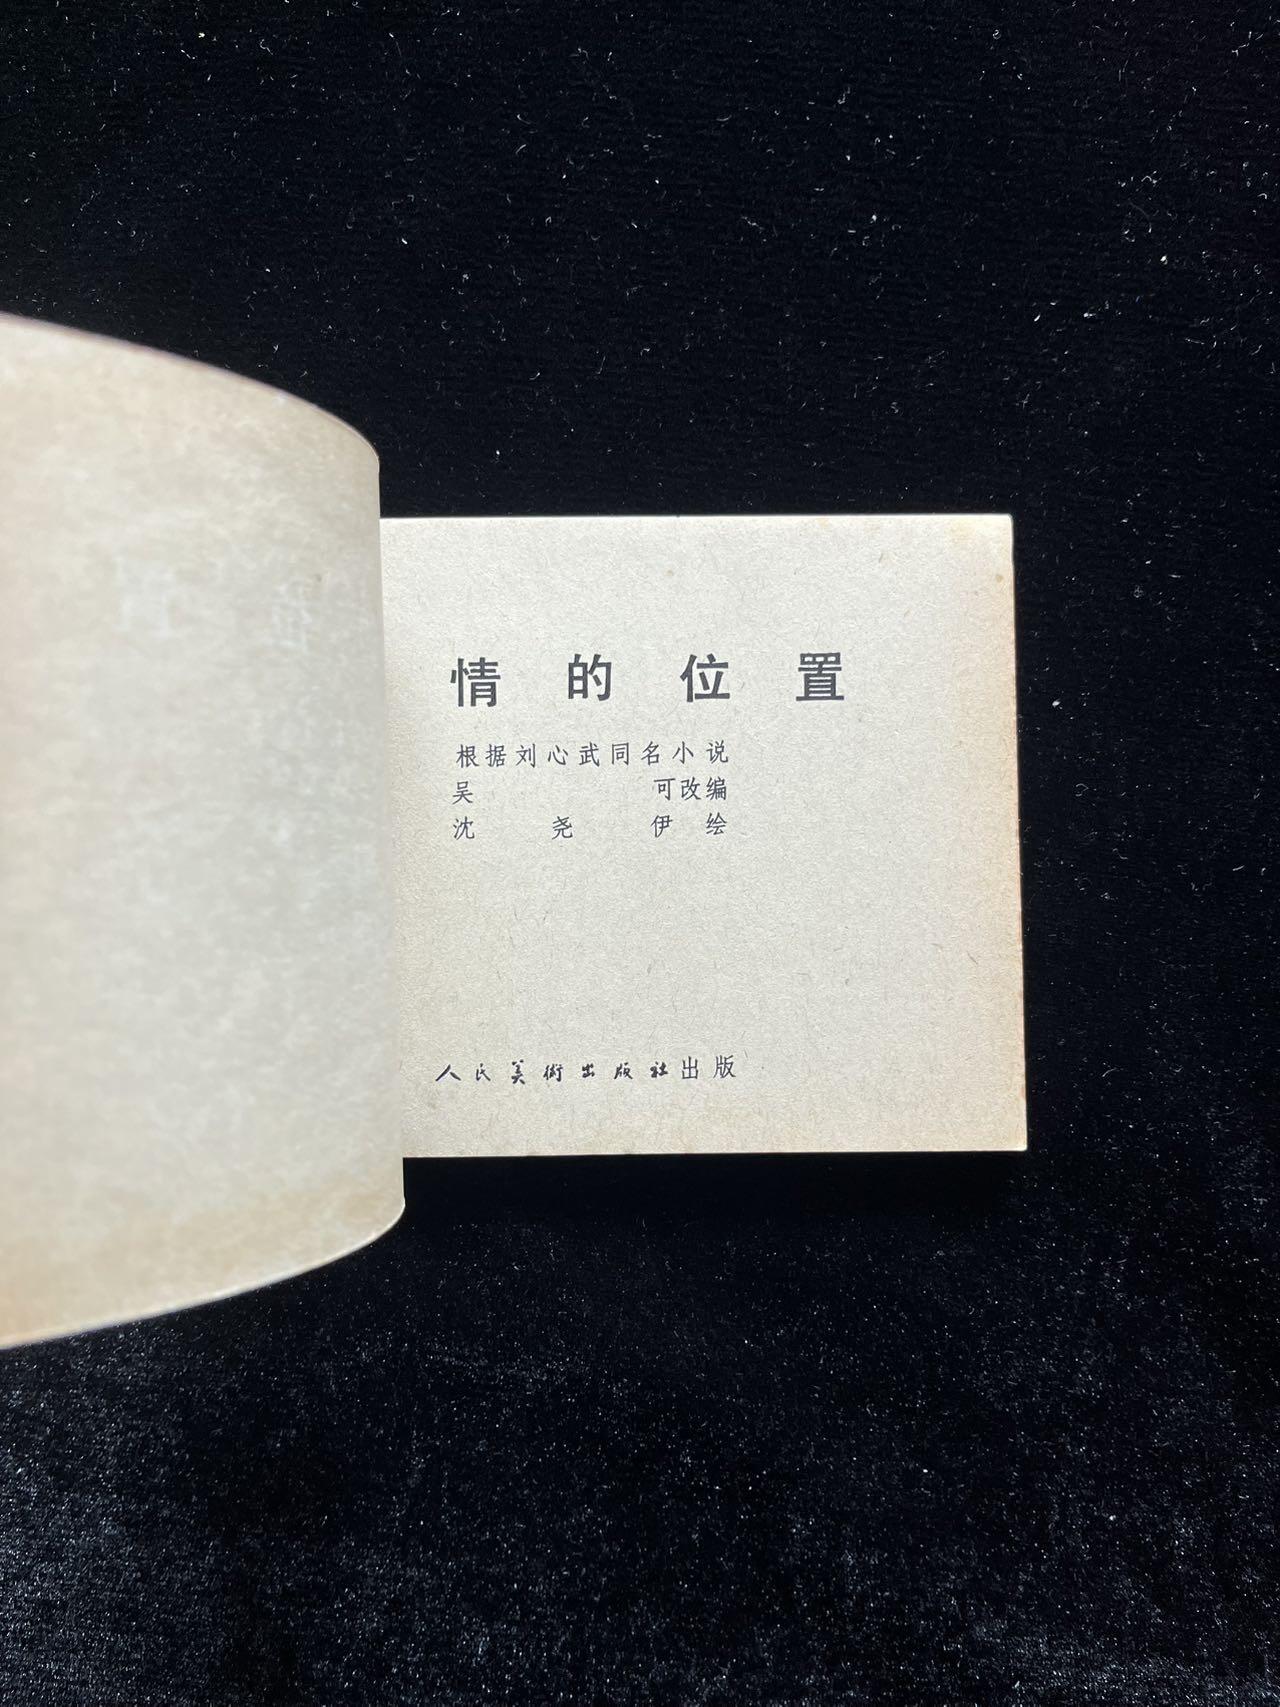 情的位置
根据刘心武同名小说
吴可改编
沈尧伊绘
人民美術出版社出版